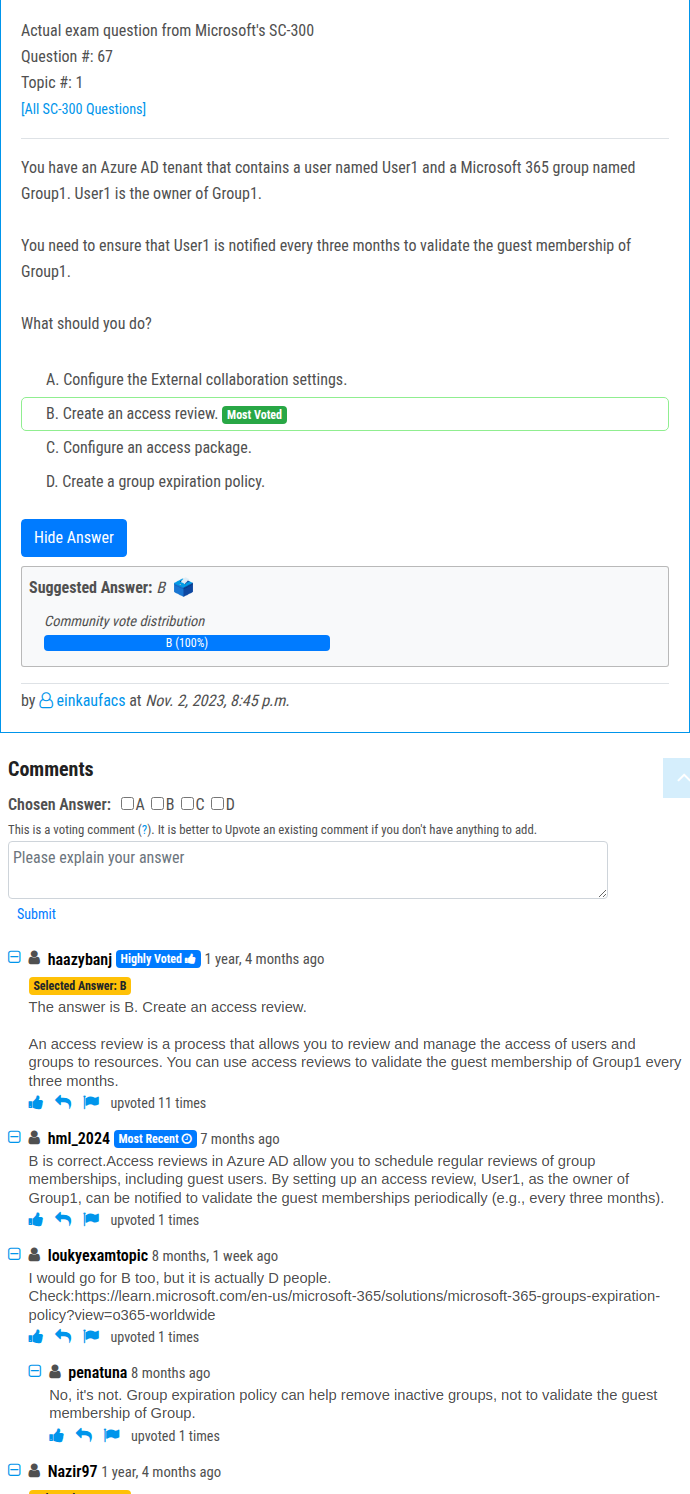 Actual exam question from Microsoft's SC-300
Question #: 67
Topic #: 1
[All SC-300 Questions]
You have an Azure AD tenant that contains a user named User1 and a Microsoft 365 group named
Group1. User1 is the owner of Group1.
You need to ensure that User1 is notified every three months to validate the guest membership of
Group1.
What should you do?
A. Configure the External collaboration settings.
B. Create an access review. Most Voted
C. Configure an access package.
D. Create a group expiration policy.
Hide Answer
Suggested Answer: B
Community vote distribution
B (100%)
by einkaufacs at Nov. 2, 2023, 8:45 p.m.
Comments
Chosen Answer: A B C D
This is a voting comment (?). It is better to Upvote an existing comment if you don't have anything to add.
Please explain your answer
Submit
haazybanj Highly Voted 1 year, 4 months ago
Selected Answer: B
The answer is B. Create an access review.
An access review is a process that allows you to review and manage the access of users and
groups to resources. You can use access reviews to validate the guest membership of Group1 every
three months.
upvoted 11 times
hml_2024 Most Recent 7 months ago
B is correct.Access reviews in Azure AD allow you to schedule regular reviews of group
memberships, including guest users. By setting up an access review, User1, as the owner of
Group1, can be notified to validate the guest memberships periodically (e.g., every three months).
upvoted 1 times
loukyexamtopic 8 months, 1 week ago
I would go for B too, but it is actually D people.
Check:https://learn.microsoft.com/en-us/microsoft-365/solutions/microsoft-365-groups-expiration-
policy?view=o365-worldwide
upvoted 1 times
penatuna 8 months ago
No, it's not. Group expiration policy can help remove inactive groups, not to validate the guest
membership of Group.
upvoted 1 times
Nazir97 1 year, 4 months ago